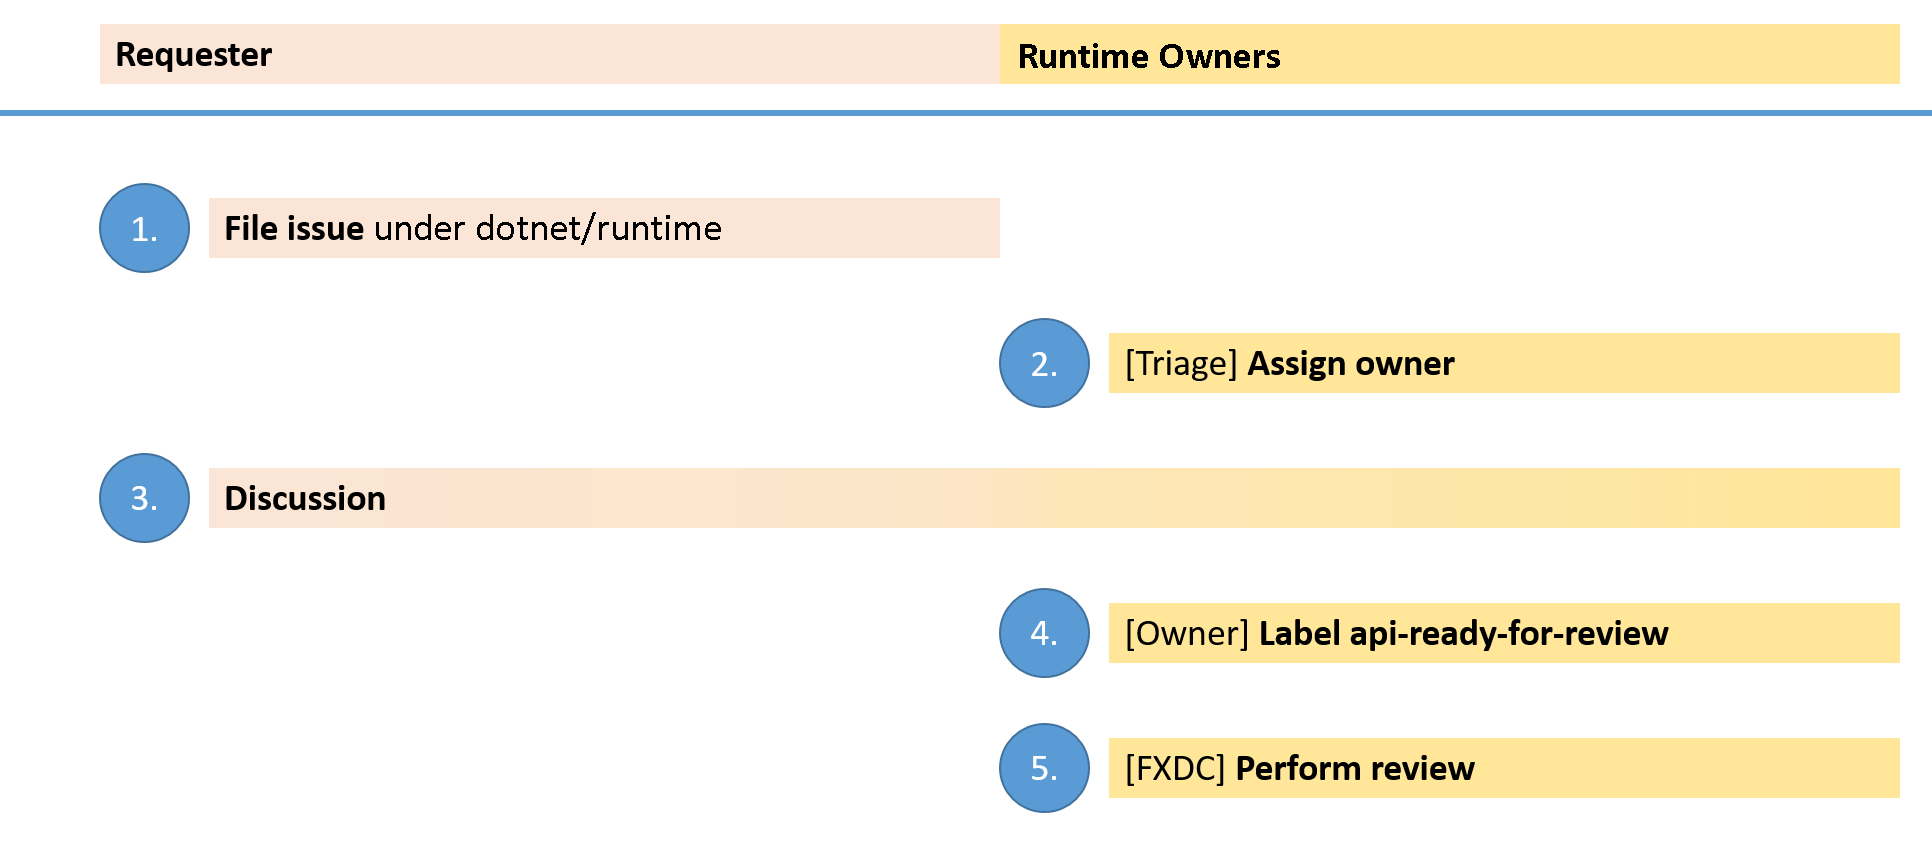 Requester
Runtime Owners
1.
File issue under dotnet/runtime
2.
[Triage] Assign owner
3.
Discussion
4.
[Owner] Label api-ready-for-review
5.
[FXDC] Perform review